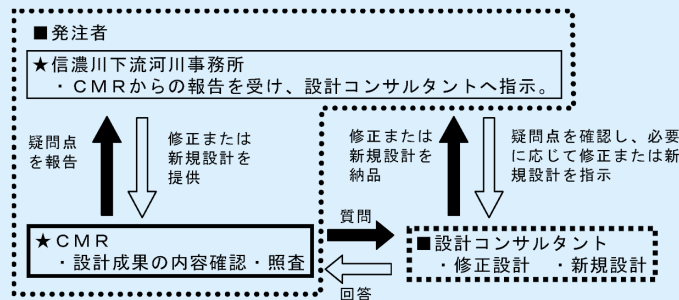 ■発注者
★信濃川下流河川事務所
・CMRからの報告を受け、設計コンサルタントへ指示。
疑問点
を報告
修正または
新規設計を
提供
修正または
新規設計を
納品
疑問点を確認し、必要
に応じて修正または新
規設計を指示
★CMR
・設計成果の内容確認・照査
質問
回答
■設計コンサルタント
・修正設計 ・新規設計